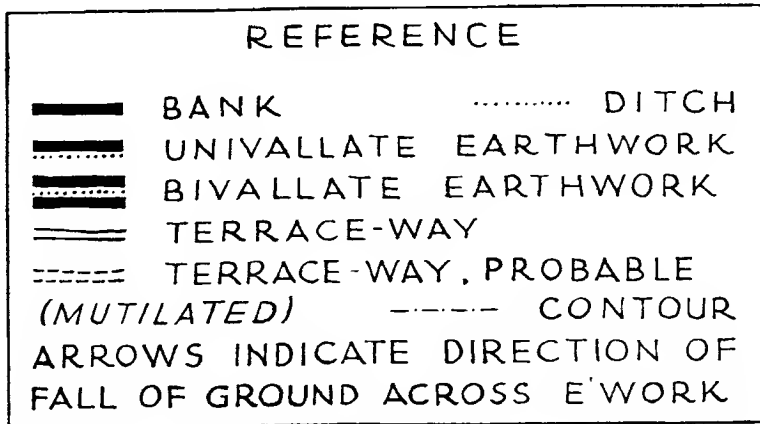 REFERENCE
BANK DITCH
UNIVALLATE EARTHWORK
BIVALLATE EARTHWORK
TERRACE-WAY
TERRACE-WAY, PROBABLE
(MUTILATED) CONTOUR
ARROWS INDICATE DIRECTION OF
FALL OF GROUND ACROSS E'WORK